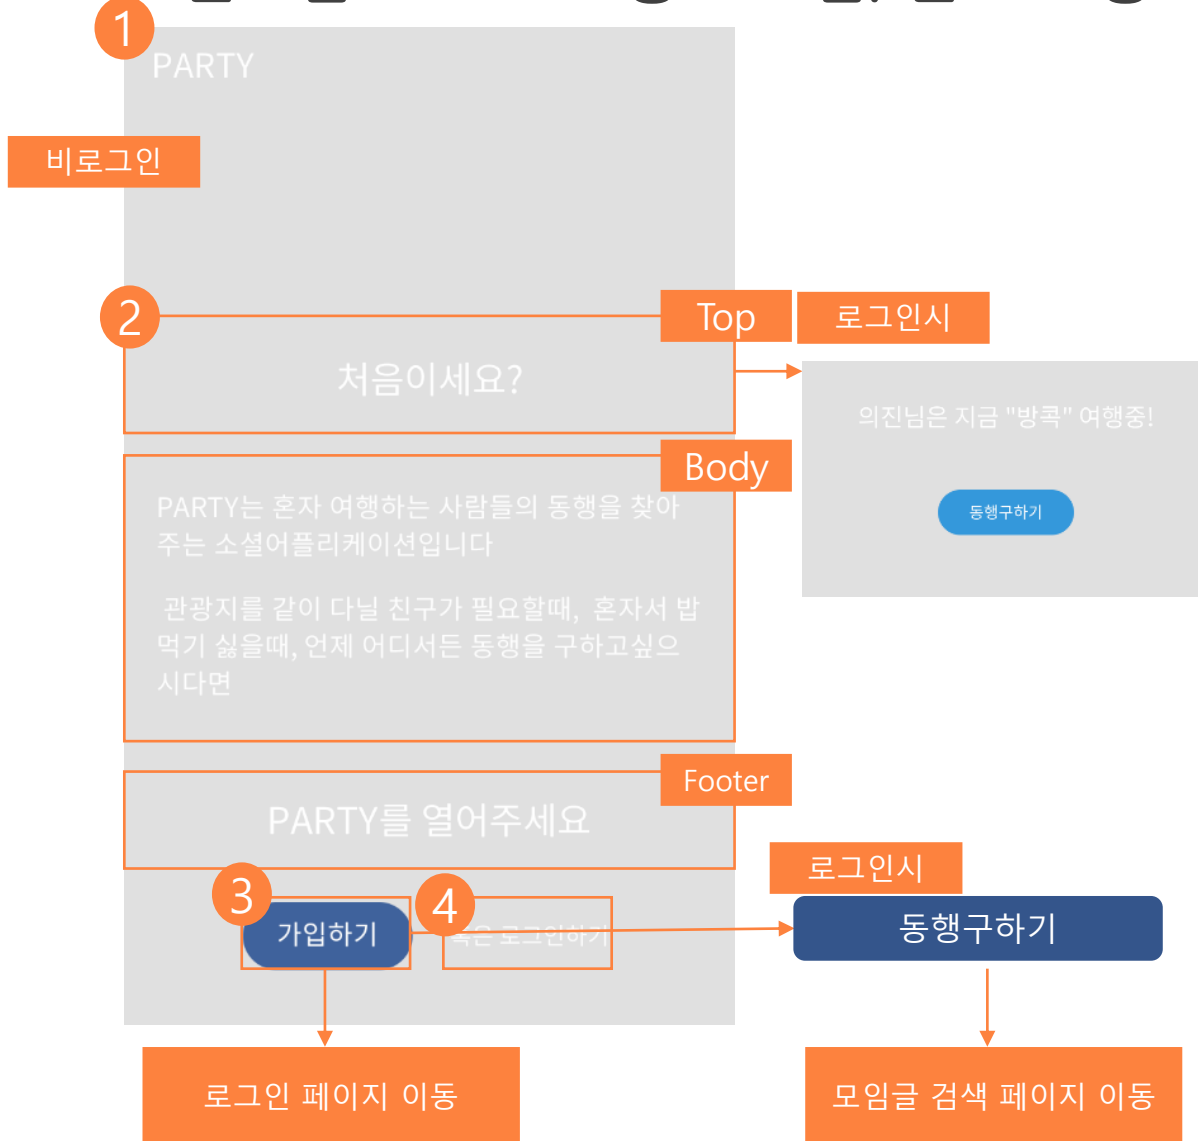 1
PARTY
비로그인
2
Top
로그인시
처음이세요?
의진님은 지금 "방콕" 여행중!
동행구하기
Body
PARTY는 혼자 여행하는 사람들의 동행을 찾아
주는 소셜어플리케이션입니다
관광지를 같이 다닐 친구가 필요할때, 혼자서 밥
먹기 싫을때, 언제 어디서든 동행을 구하고싶으
시다면
Footer
PARTY를 열어주세요
로그인시
3
가입하기
4
혹은 로그인하기
동행구하기
로그인 페이지 이동
모임글 검색 페이지 이동